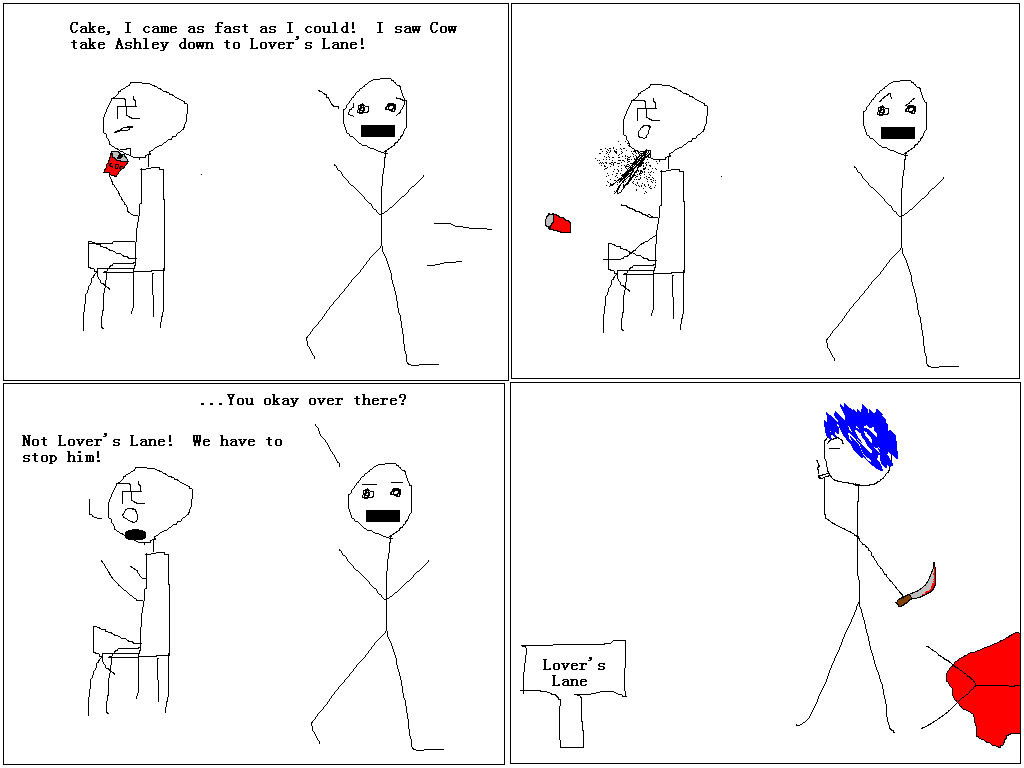 Cake, I came as fast as I could!  I saw Cow
take Ashley down to Lover's Lane!
...You okay over there?
Not Lover's Lane!  We have to
stop him!
Lover's
Lane